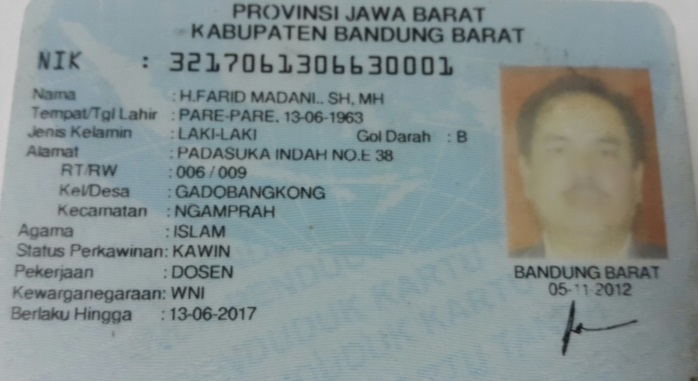 PROVINSI JAWA BARAT
KABUPATEN BANDUNG BARAT
NIK : 3217061306630001
Nama : H.FARID MADANI.. SH, MH
Tempat/Tgl Lahir : PARE-PARE, 13-06-1963
Jenis Kelamin : LAKI-LAKI Gol Darah : B
Alamat : PADASUKA INDAH NO.E 38
RT/RW : 006 / 009
Kel/Desa : GADOBANGKONG
Kecamatan : NGAMPRAH
Agama : ISLAM
Status Perkawinan: KAWIN
Pekerjaan : DOSEN
Kewarganegaraan: WNI
Berlaku Hingga : 13-06-2017
BANDUNG BARAT
05-11-2012